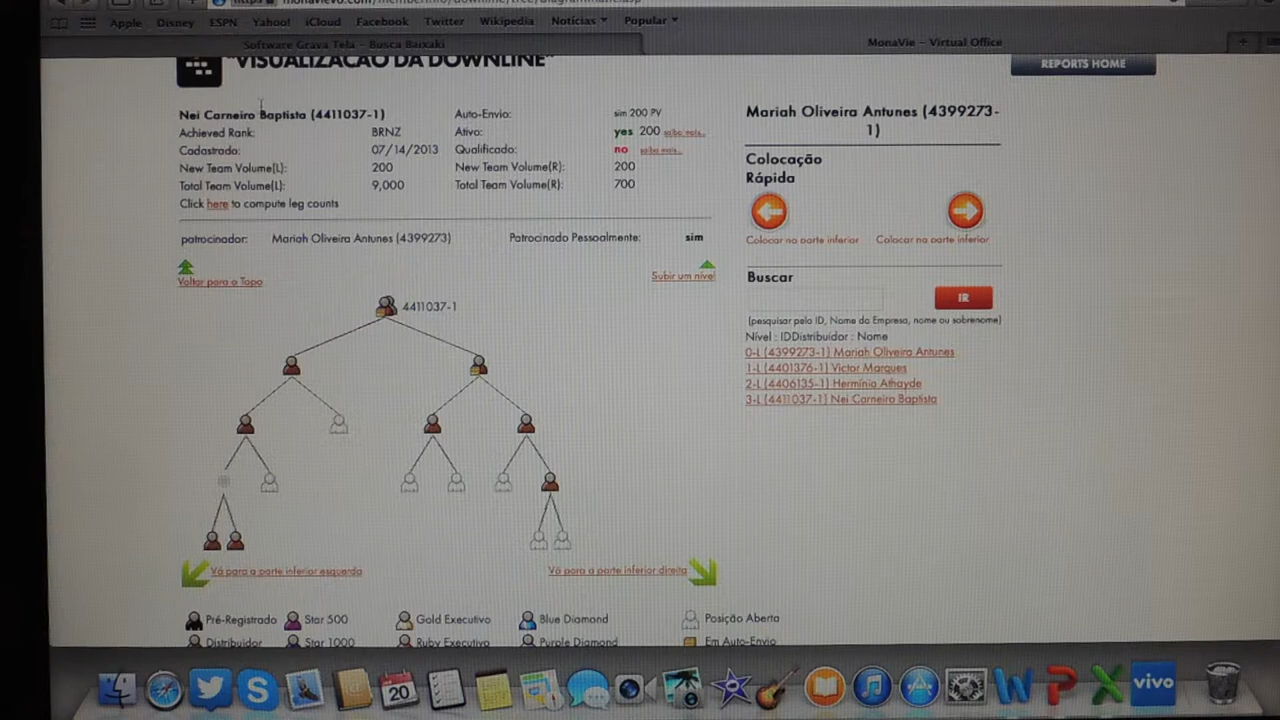 Apple Disney ESPN Yahoo! iCloud Facebook Twitter Wikipedia Notícias Popular
Software Grava Tela – Busca Baixaki
MonaVie – Virtual Office
"VISUALIZACAO DA DOWNLINE"
REPORTS HOME
Nei Carneiro Baptista (4411037-1)
Auto-Envio: sim 200 PV
Achieved Rank: BRNZ
Ativo: yes 200 saiba mais...
Cadastrado: 07/14/2013
Qualificado: no saiba mais...
New Team Volume(L): 200
New Team Volume(R): 200
Total Team Volume(L): 9,000
Total Team Volume(R): 700
Click here to compute leg counts
patrocinador: Mariah Oliveira Antunes (4399273)
Patrocinado Pessoalmente: sim
Voltar para o Topo
Subir um nível
4411037-1
Vá para a parte inferior esquerda
Vá para a parte inferior direita
Pré-Registrado Star 500 Gold Executivo Blue Diamond Posição Aberta
Distribuidor Star 1000 Ruby Executivo Purple Diamond Em Auto-Envio
Mariah Oliveira Antunes (4399273-
1)
Colocação
Rápida
Colocar na parte inferior Colocar na parte inferior
Buscar
IR
(pesquisar pelo ID, Nome da Empresa, nome ou sobrenome)
Nível : IDDistribuidor : Nome
0-L (4399273-1) Mariah Oliveira Antunes
1-L (4401376-1) Victor Marques
2-L (4406135-1) Hermínia Athayde
3-L (4411037-1) Nei Carneiro Baptista
20
vivo